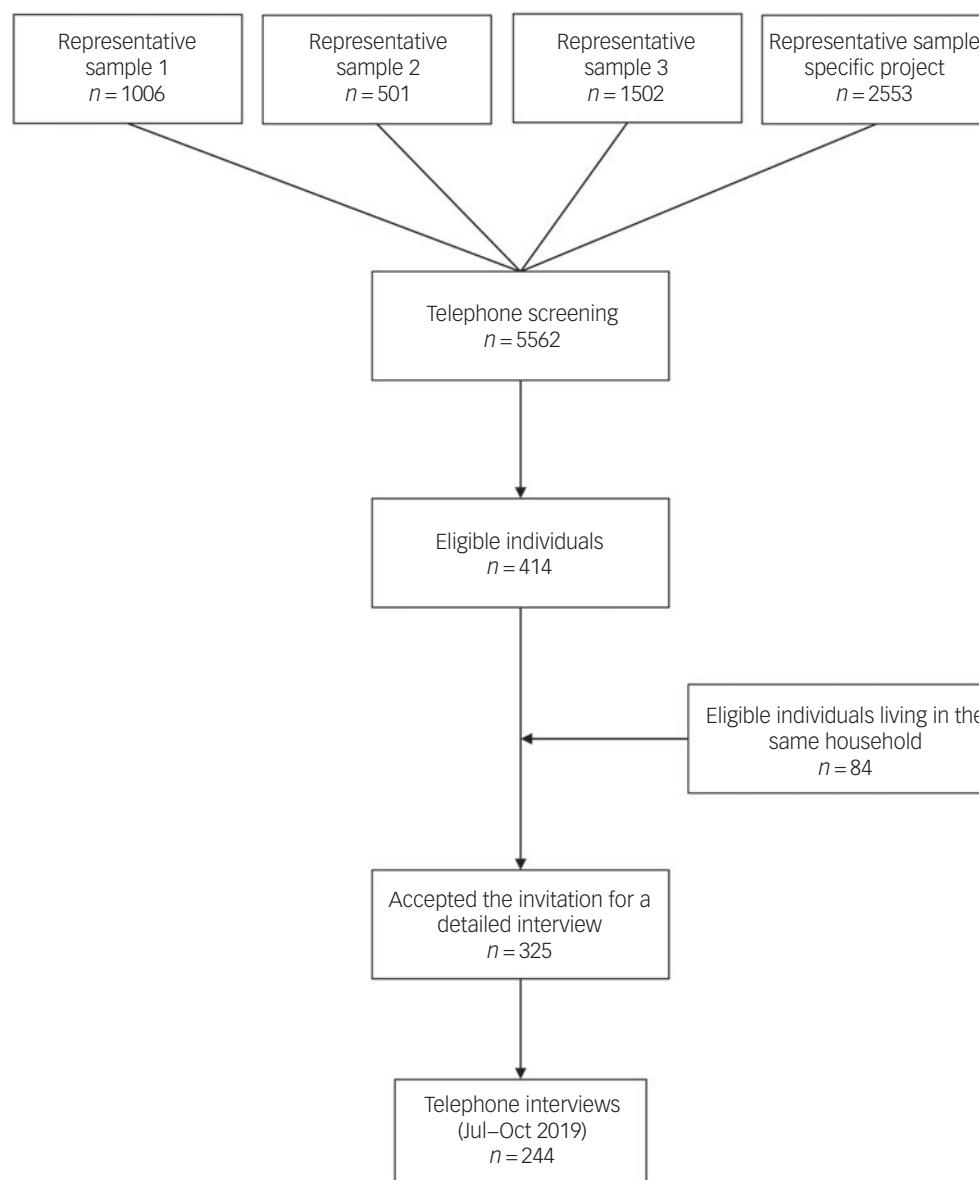 Representative
sample 1
n = 1006
Representative
sample 2
n = 501
Representative
sample 3
n = 1502
Representative sample
specific project
n = 2553
Telephone screening
n = 5562
Eligible individuals
n = 414
Eligible individuals living in the
same household
n = 84
Accepted the invitation for a
detailed interview
n = 325
Telephone interviews
(Jul–Oct 2019)
n = 244